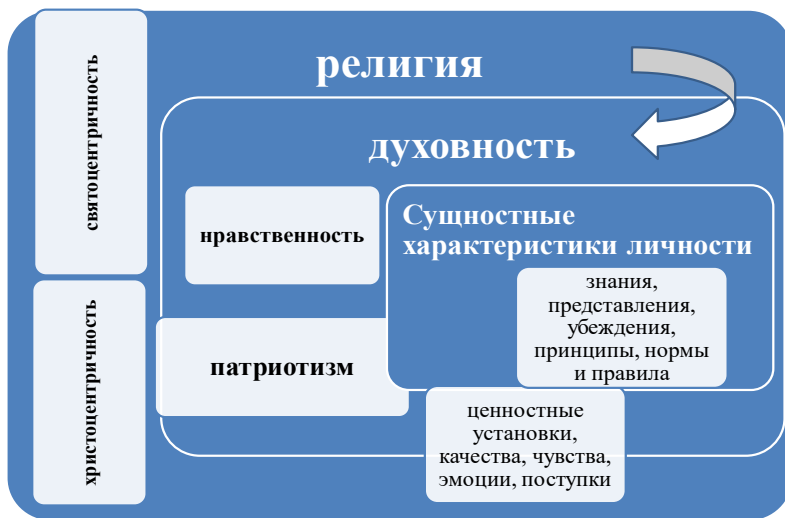 святоцентричность
христоцентричность
религия
духовность
нравственность
патриотизм
Сущностные
характеристики личности
знания,
представления,
убеждения,
принципы, нормы
и правила
ценностные
установки,
качества, чувства,
эмоции, поступки